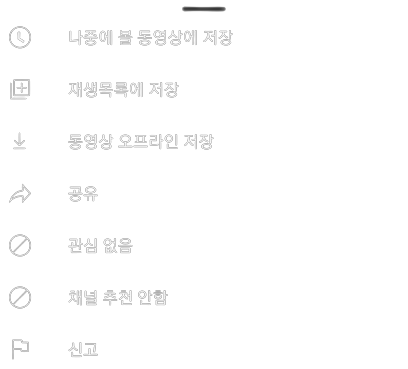 나중에 볼 동영상에 저장
재생목록에 저장
동영상 오프라인 저장
공유
관심 없음
채널 추천 안함
신고